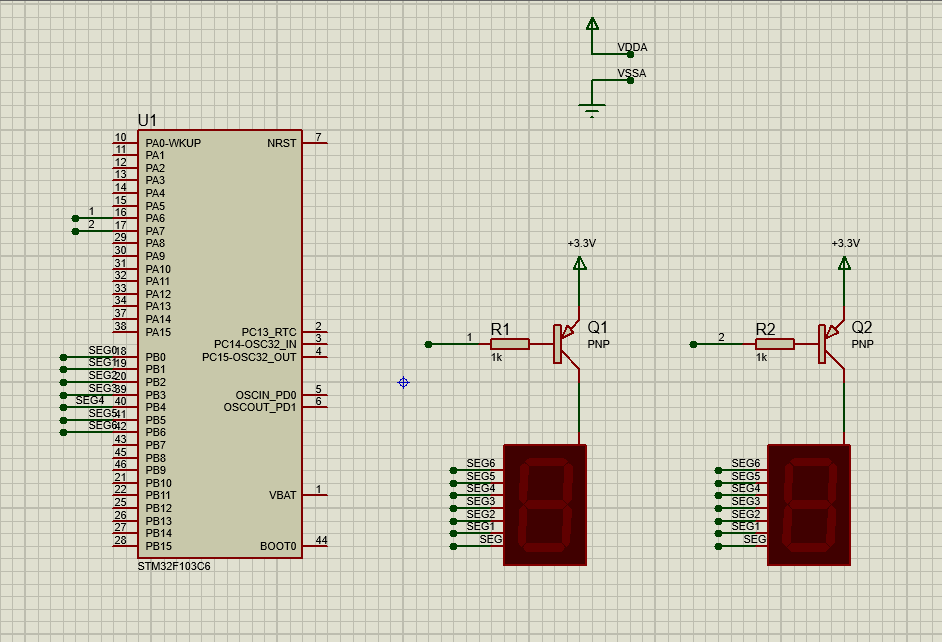 VDDA
VSSA
U1
10 PA0-WKUP NRST 7
11 PA1
12 PA2
13 PA3
14 PA4
15 PA5
1 16 PA6
2 17 PA7
29 PA8
30 PA9
31 PA10
32 PA11
33 PA12
34 PA13
37 PA14
38 PA15 PC13_RTC 2
PC14-OSC32_IN 3
SEG0 18 PB0 PC15-OSC32_OUT 4
SEG1 19 PB1
SEG2 20 PB2
SEG3 39 PB3 OSCIN_PD0 5
SEG4 40 PB4 OSCOUT_PD1 6
SEG5 41 PB5
SEG6 42 PB6
43 PB7
45 PB8
46 PB9
21 PB10
22 PB11 VBAT 1
25 PB12
26 PB13
27 PB14
28 PB15 BOOT0 44
STM32F103C6
+3.3V
1 R1 Q1
1k PNP
SEG6
SEG5
SEG4
SEG3
SEG2
SEG1
SEG
+3.3V
2 R2 Q2
1k PNP
SEG6
SEG5
SEG4
SEG3
SEG2
SEG1
SEG